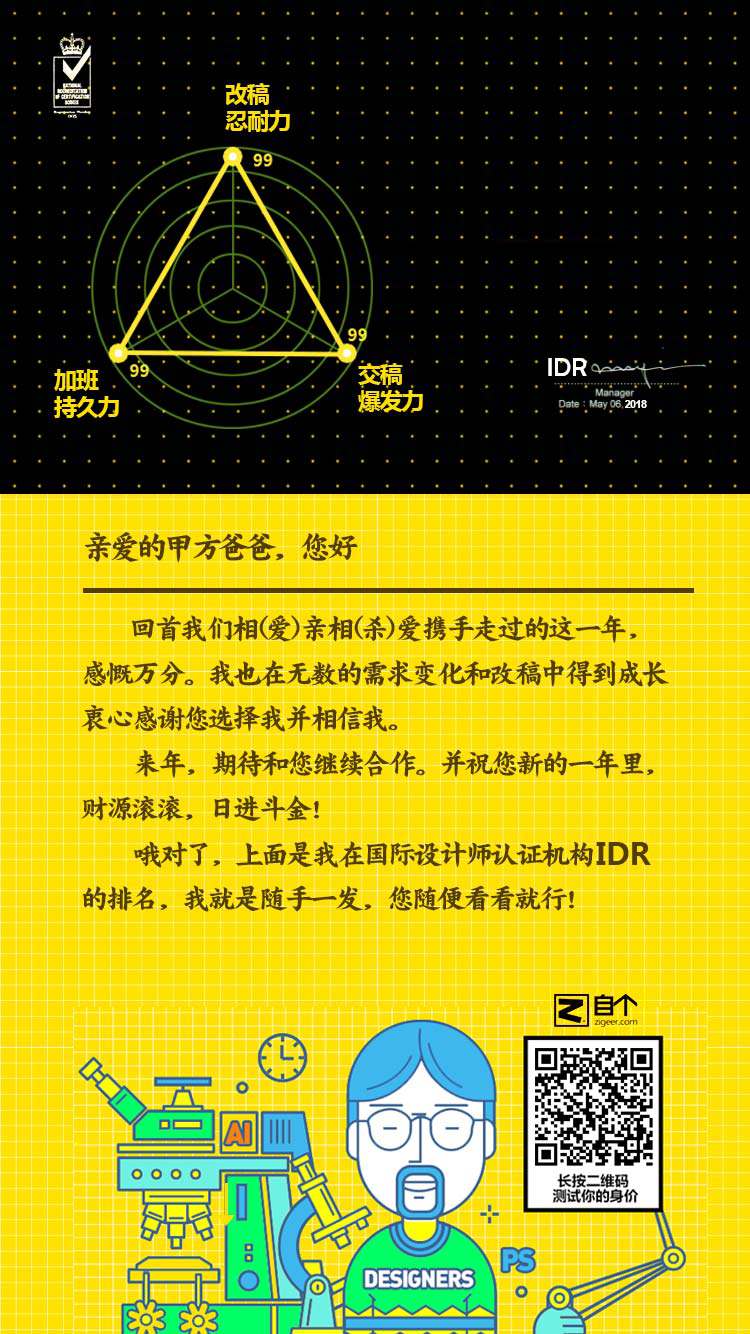 NATIONAL
ACCREDITATION
OF CERTIFICATION
BODIES
改稿
忍耐力
99
99
99
加班
持久力
交稿
爆发力
IDR
Manager
Date : May 06,2018
亲爱的甲方爸爸，您好
回首我们相(爱)亲相(杀)爱携手走过的这一年，
感慨万分。我也在无数的需求变化和改稿中得到成长
衷心感谢您选择我并相信我。
来年，期待和您继续合作。并祝您新的一年里，
财源滚滚，日进斗金!
哦对了，上面是我在国际设计师认证机构IDR
的排名，我就是随手一发，您随便看看就行!
Z 自个
zigeer.com
长按二维码
测试你的身价
AI
PS
DESIGNERS